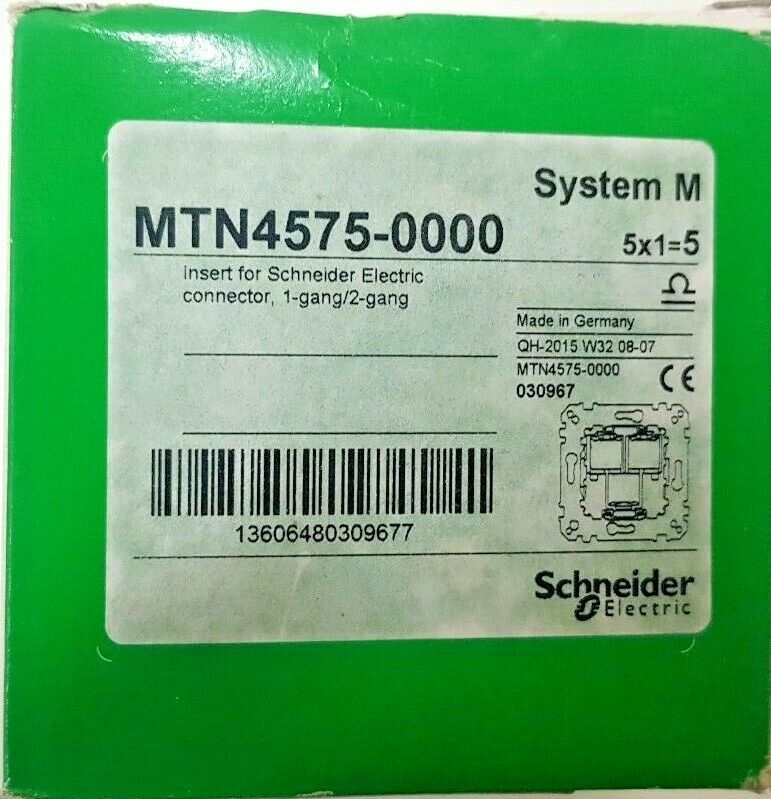 System M
MTN4575-0000
5x1=5
Insert for Schneider Electric
connector, 1-gang/2-gang
Made in Germany
QH-2015 W32 08-07
MTN4575-0000
030967
CE
13606480309677
Schneider
Electric